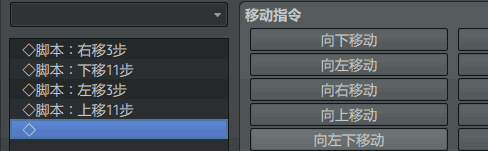 移动指令
◇脚本：右移3步
◇脚本：下移11步
◇脚本：左移3步
◇脚本：上移11步
◇
向下移动
向左移动
向右移动
向上移动
向左下移动